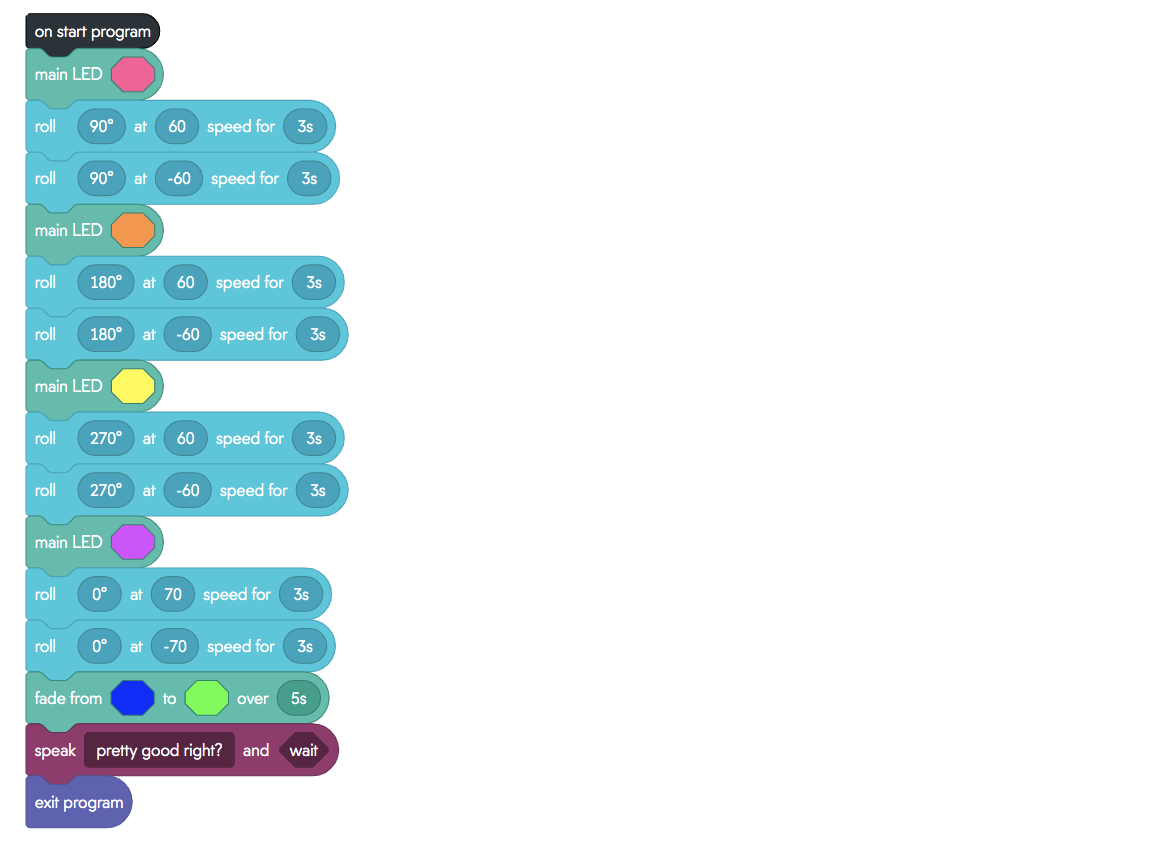 on start program
main LED
roll 90° at 60 speed for 3s
roll 90° at -60 speed for 3s
main LED
roll 180° at 60 speed for 3s
roll 180° at -60 speed for 3s
main LED
roll 270° at 60 speed for 3s
roll 270° at -60 speed for 3s
main LED
roll 0° at 70 speed for 3s
roll 0° at -70 speed for 3s
fade from to over 5s
speak pretty good right? and wait
exit program